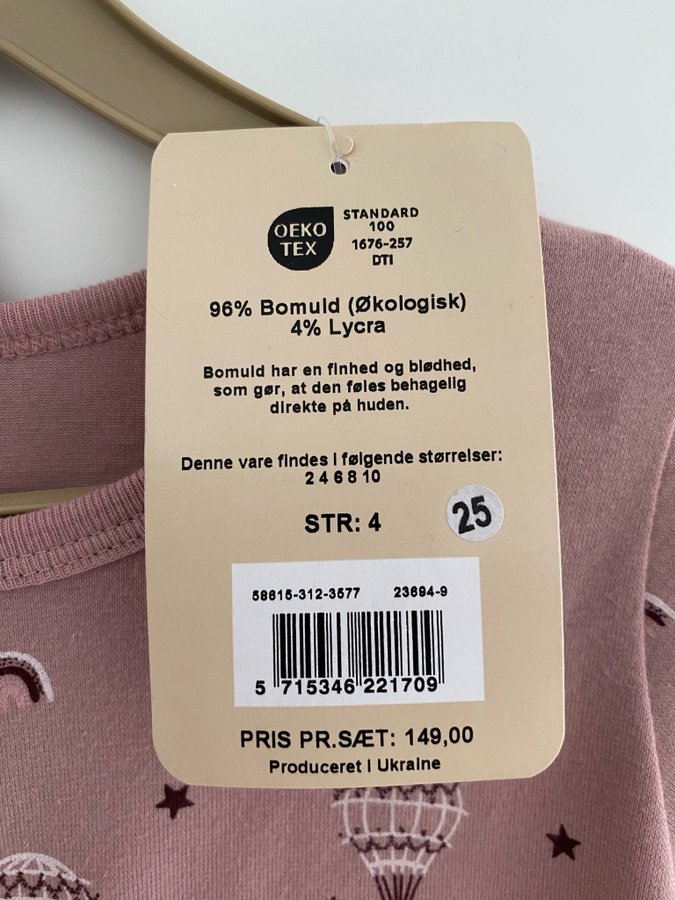 OEKO
TEX
STANDARD
100
1676-257
DTI
96% Bomuld (Økologisk)
4% Lycra
Bomuld har en finhed og blødhed,
som gør, at den føles behagelig
direkte på huden.
Denne vare findes i følgende størrelser:
2 4 6 8 10
STR: 4
25
58615-312-3577 23694-9
5 715346 221709
PRIS PR.SÆT: 149,00
Produceret i Ukraine